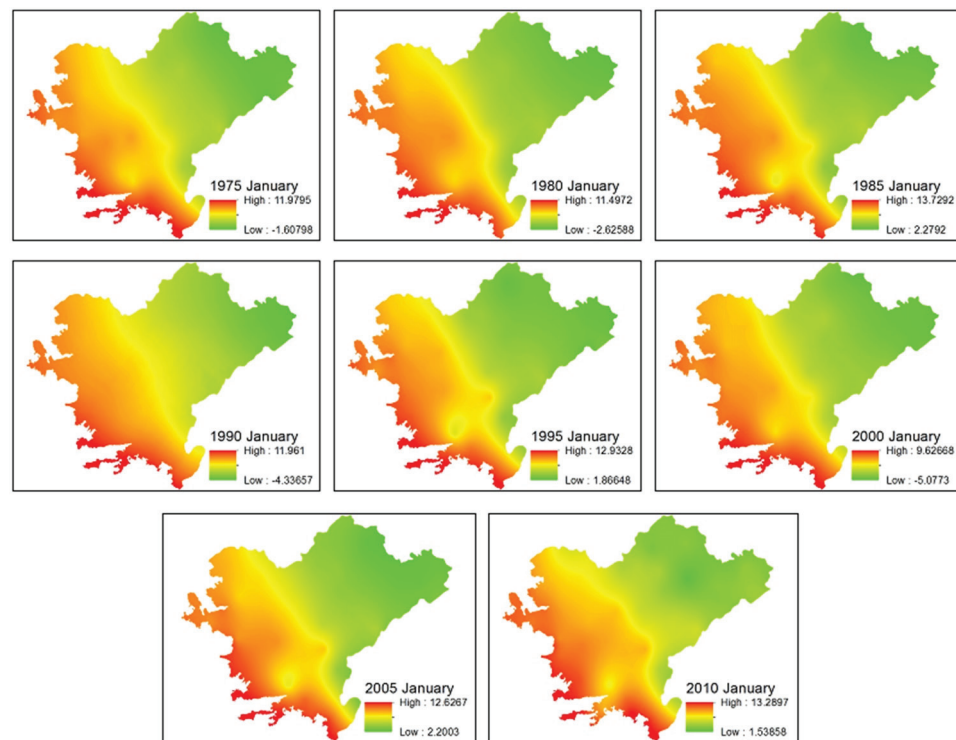 1975 January
High : 11.9795
Low : -1.60798
1980 January
High : 11.4972
Low : -2.62588
1985 January
High : 13.7292
Low : 2.2792
1990 January
High : 11.961
Low : -4.33657
1995 January
High : 12.9328
Low : 1.86648
2000 January
High : 9.62668
Low : -5.0773
2005 January
High : 12.6267
Low : 2.2003
2010 January
High : 13.2897
Low : 1.53858